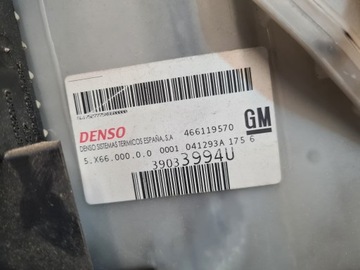 DENSO
466119570
GM
DENSO SISTEMAS TERMICOS ESPAÑA, S.A
5.X66.000.0.0 0001 041293A 175 6
39033994U